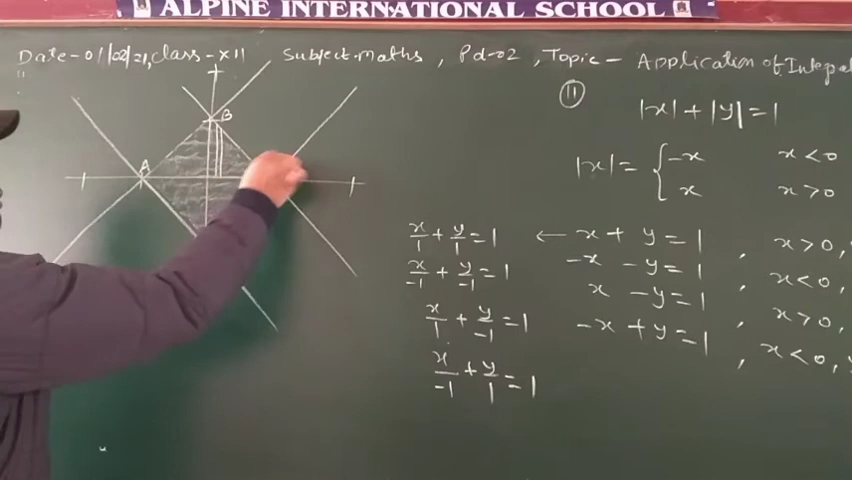 ALPINE INTERNATIONAL SCHOOL
Date-01/02/21, class-XII Subject-maths, Pd-02, Topic- Application of Integral
11
|x| + |y| = 1
|x| = { -x x < 0
x x > 0
A
B
x/1 + y/1 = 1 ← x + y = 1 , x > 0,
x/-1 + y/-1 = 1 -x - y = 1 , x < 0,
x/1 + y/-1 = 1 x - y = 1 , x > 0,
x/-1 + y/1 = 1 -x + y = 1 , x < 0, y